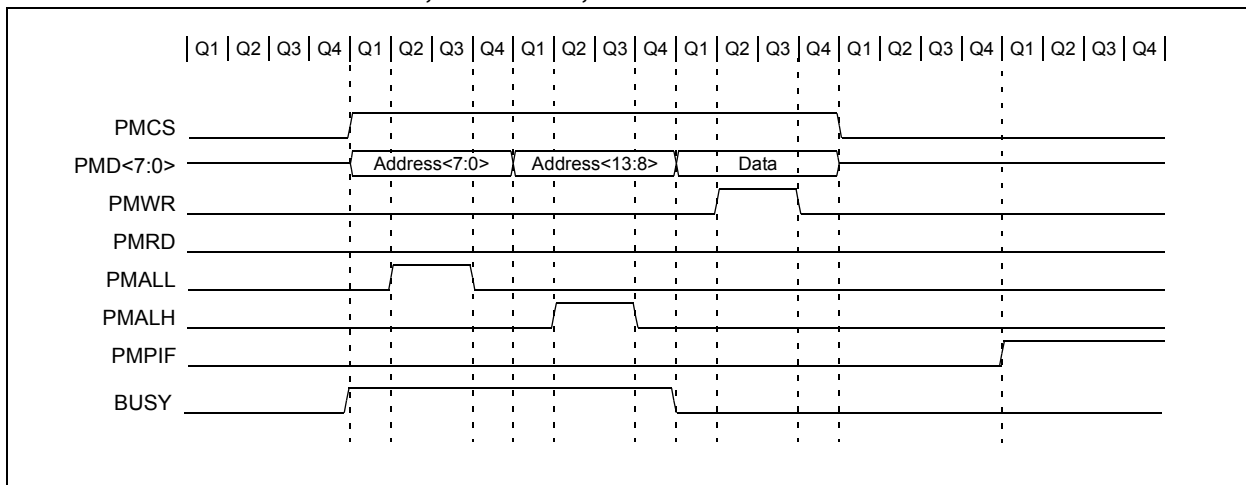 Q1 Q2 Q3 Q4 Q1 Q2 Q3 Q4 Q1 Q2 Q3 Q4 Q1 Q2 Q3 Q4 Q1 Q2 Q3 Q4 Q1 Q2 Q3 Q4
PMCS
PMD<7:0> Address<7:0> Address<13:8> Data
PMWR
PMRD
PMALL
PMALH
PMPIF
BUSY